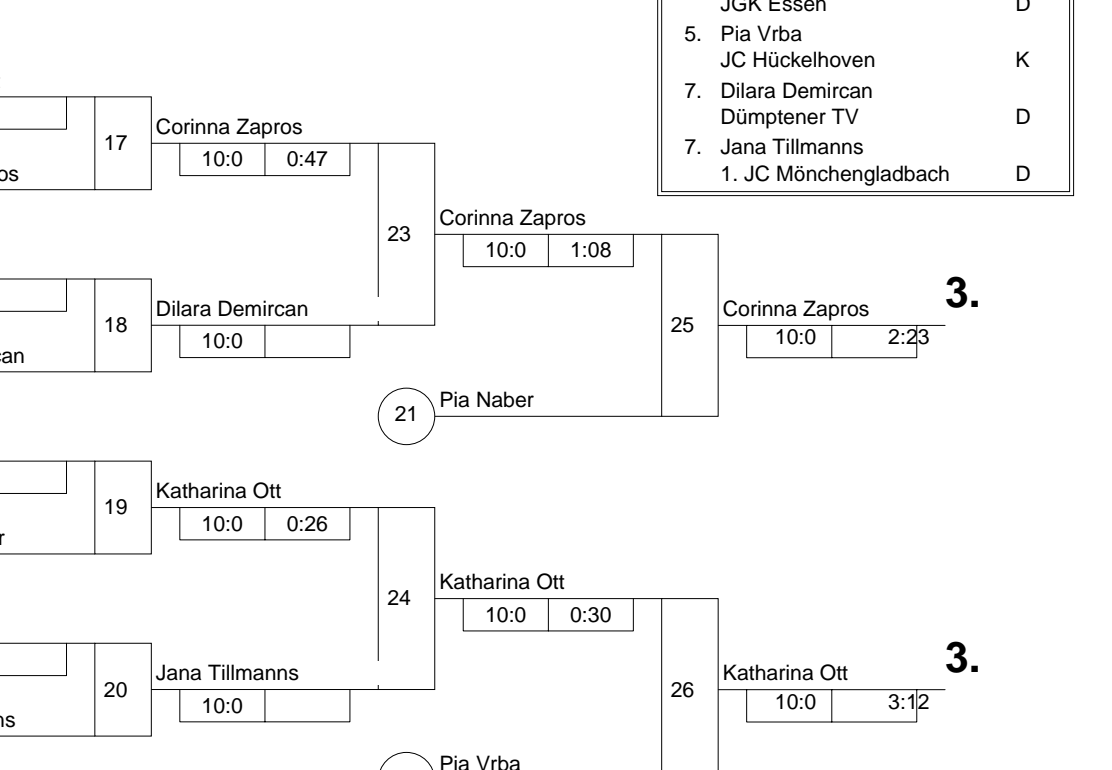 JGK Essen D
5. Pia Vrba
JC Hückelhoven K
7. Dilara Demircan
Dümptener TV D
7. Jana Tillmanns
1. JC Mönchengladbach D
17
Corinna Zapros
10:0 0:47
os
23
Corinna Zapros
10:0 1:08
18
Dilara Demircan
10:0
an
25
Corinna Zapros
3.
10:0 2:23
21
Pia Naber
19
Katharina Ott
10:0 0:26
r
24
Katharina Ott
10:0 0:30
20
Jana Tillmanns
10:0
ns
26
Katharina Ott
3.
10:0 3:12
Pia Vrba